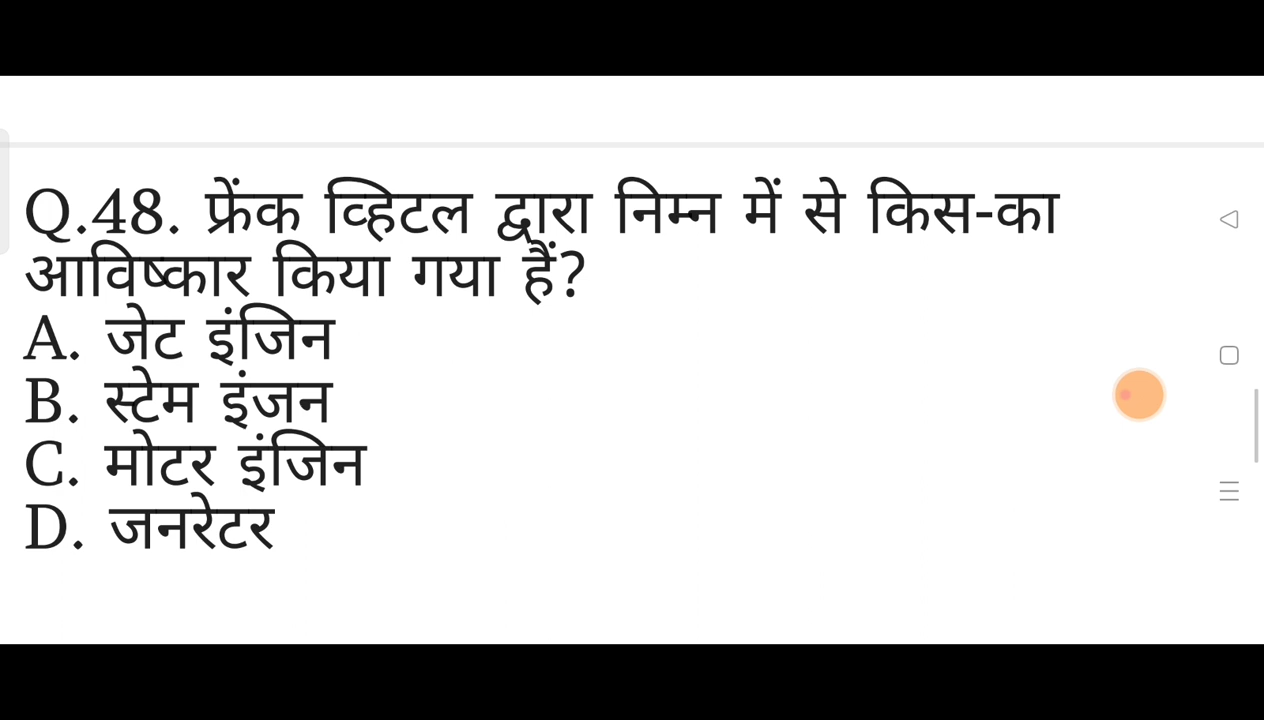 Q.48. फ्रेंक व्हिटल द्वारा निम्न में से किस-का
आविष्कार किया गया हैं?
A. जेट इंजिन
B. स्टेम इंजन
C. मोटर इंजिन
D. जनरेटर